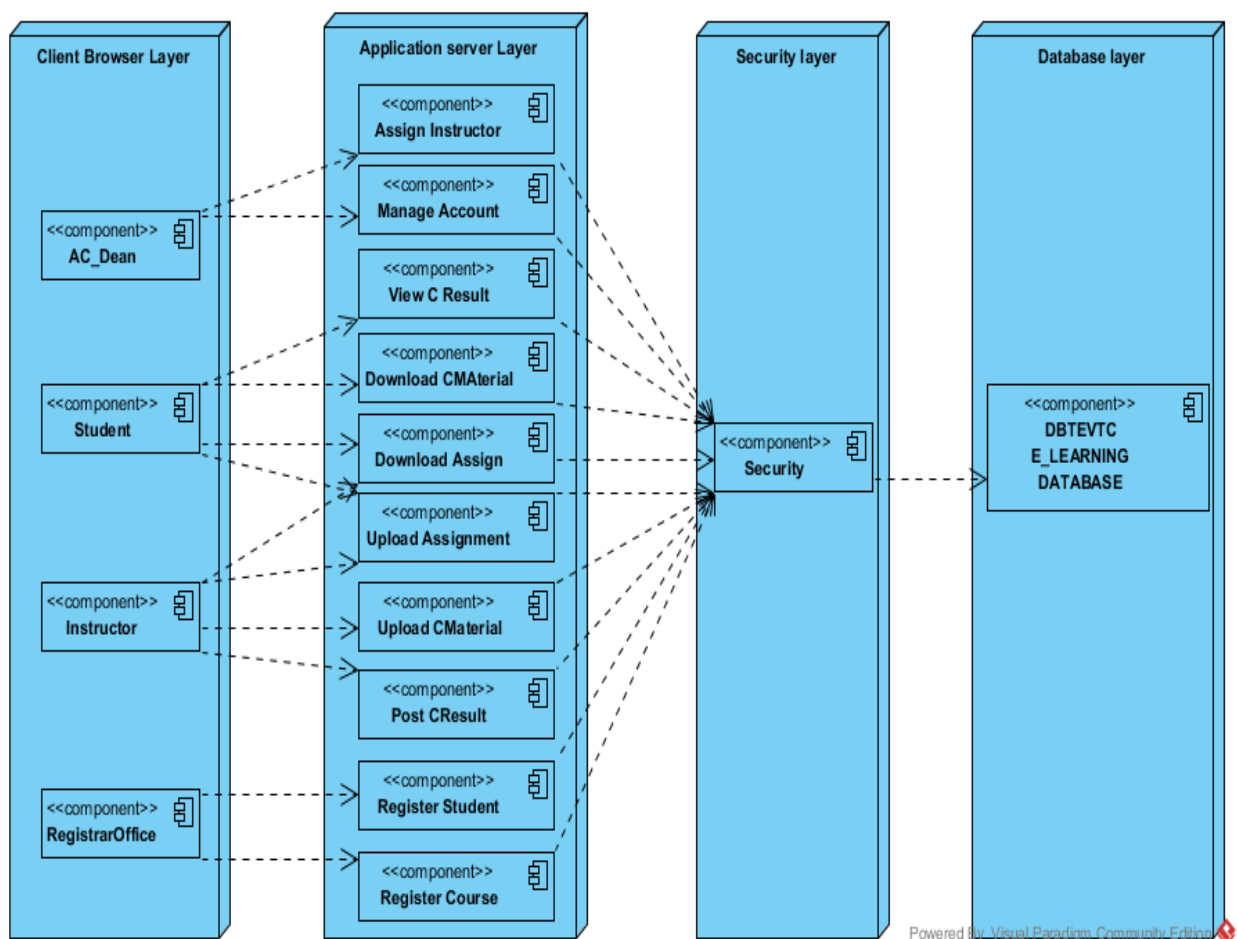 Client Browser Layer
<<component>>
AC_Dean
<<component>>
Student
<<component>>
Instructor
<<component>>
RegistrarOffice
Application server Layer
<<component>>
Assign Instructor
<<component>>
Manage Account
<<component>>
View C Result
<<component>>
Download CMAterial
<<component>>
Download Assign
<<component>>
Upload Assignment
<<component>>
Upload CMaterial
<<component>>
Post CResult
<<component>>
Register Student
<<component>>
Register Course
Security layer
<<component>>
Security
Database layer
<<component>>
DBTEVTC
E_LEARNING
DATABASE
Powered By Visual Paradigm Community Edition